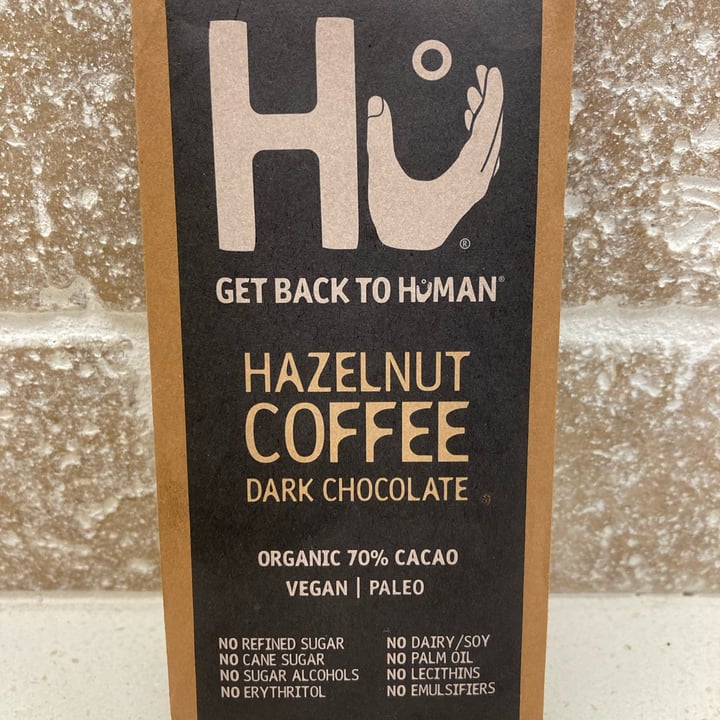 Hu
®
GET BACK TO HUMAN®
HAZELNUT
COFFEE
DARK CHOCOLATE
ORGANIC 70% CACAO
VEGAN | PALEO
NO REFINED SUGAR
NO CANE SUGAR
NO SUGAR ALCOHOLS
NO ERYTHRITOL
NO DAIRY/SOY
NO PALM OIL
NO LECITHINS
NO EMULSIFIERS